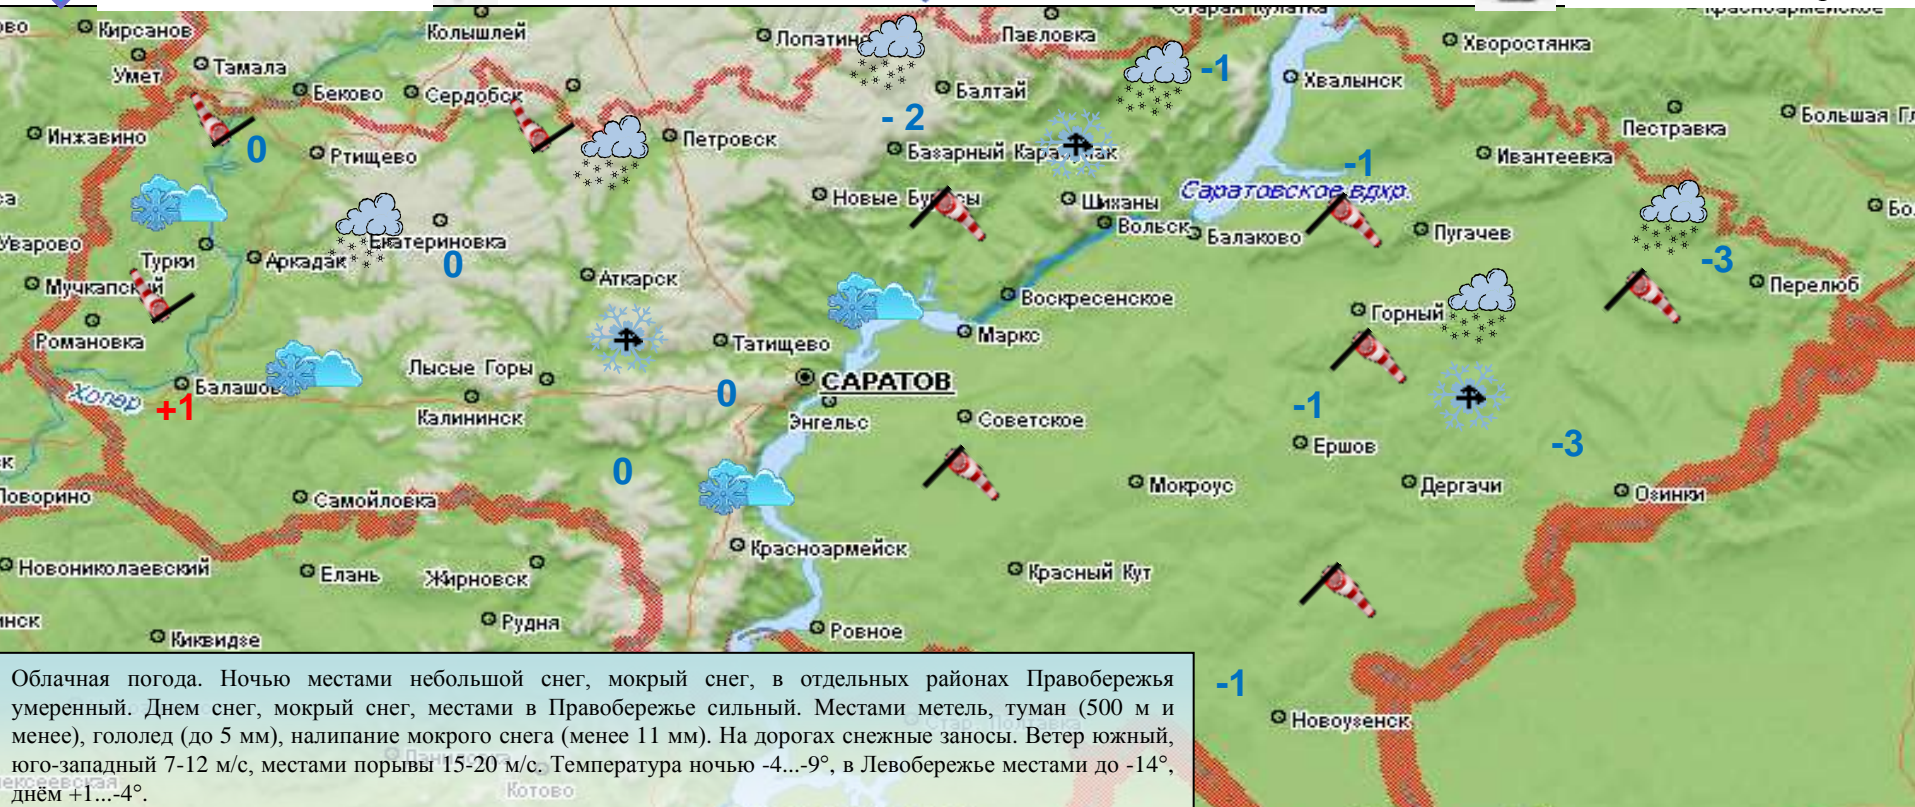 Старая Кулатка
Красноармейское
Кирсанов
Колышлей
Лопатино
Павловка
Хворостянка
Умет
Тамала
-1
Хвалынск
Беково
Сердобск
Балтай
- 2
Пестравка
Большая Гл
Инжавино
0
Ртищево
Петровск
Базарный Карабулак
Ивантеевка
-1
Саратовское вдхр.
Новые Бурасы
Шиханы
Бо.
Уварово
Екатериновка
Вольск
Балаково
Пугачев
Турки
Аркадак
0
-3
Мучкапский
Аткарск
Воскресенское
Горный
Перелюб
Романовка
Татищево
Маркс
Лысые Горы
Балашов
САРАТОВ
Хопер
+1
0
-1
Калининск
Энгельс
Советское
Ершов
-3
0
Поворино
Самойловка
Мокроус
Дергачи
Озинки
Красноармейск
Новониколаевский
Елань
Жирновск
Красный Кут
Рудня
Киквидзе
Ровное
-1
Новоузенск
Облачная погода. Ночью местами небольшой снег, мокрый снег, в отдельных районах Правобережья
умеренный. Днем снег, мокрый снег, местами в Правобережье сильный. Местами метель, туман (500 м и
менее), гололед (до 5 мм), налипание мокрого снега (менее 11 мм). На дорогах снежные заносы. Ветер южный,
юго-западный 7-12 м/с, местами порывы 15-20 м/с. Температура ночью -4...-9°, в Левобережье местами до -14°,
днём +1...-4°.
Котово